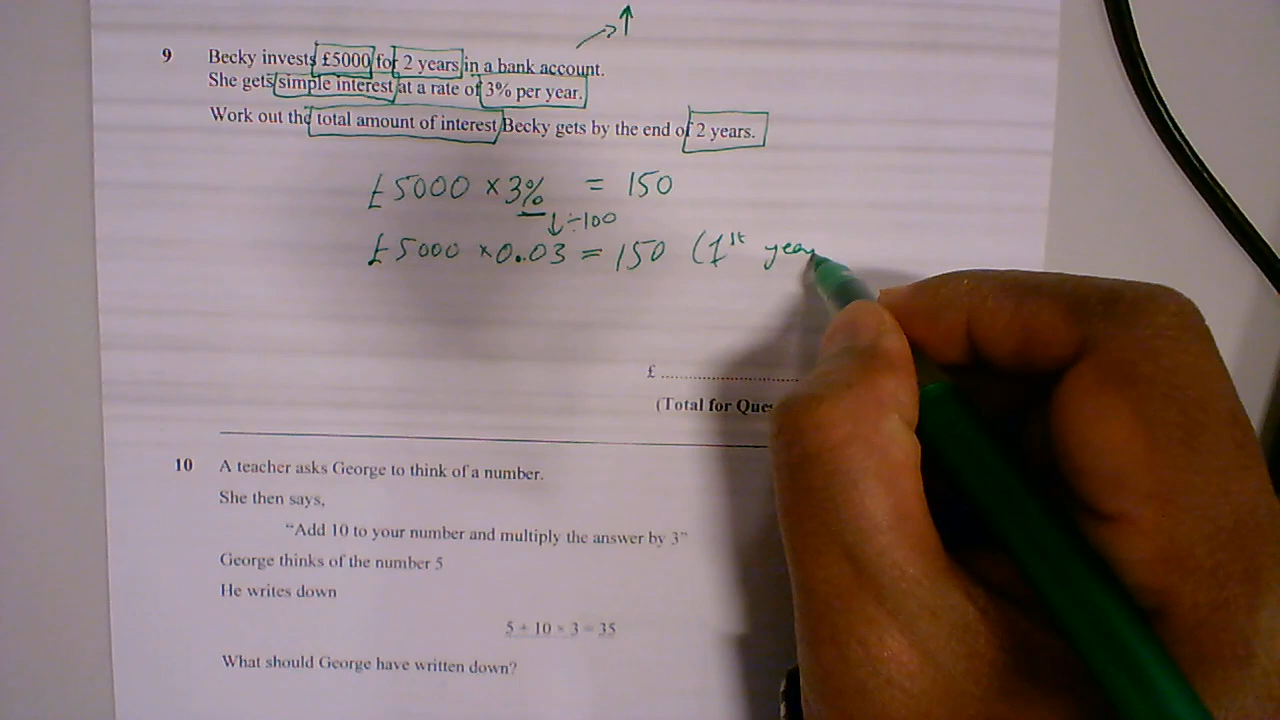 9 Becky invests £5000 for 2 years in a bank account.
She gets simple interest at a rate of 3% per year.
Work out the total amount of interest Becky gets by the end of 2 years.
£5000 × 3% = 150
↓ ÷100
£5000 × 0.03 = 150 (1st year
£ ................................
(Total for Que
10 A teacher asks George to think of a number.
She then says,
“Add 10 to your number and multiply the answer by 3”
George thinks of the number 5
He writes down
5 + 10 × 3 = 35
What should George have written down?